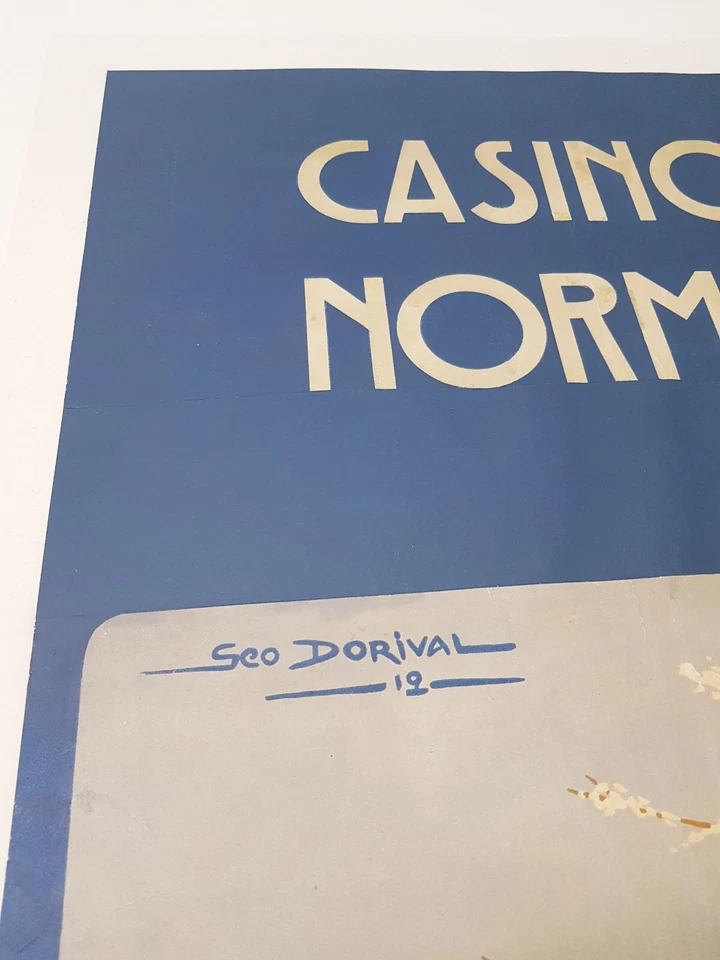 CASINO
NORM
Geo DORIVAL
12